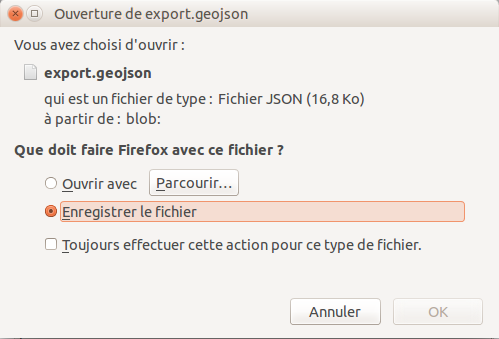 Ouverture de export.geojson
Vous avez choisi d'ouvrir :
export.geojson
qui est un fichier de type : Fichier JSON (16,8 Ko)
à partir de : blob:
Que doit faire Firefox avec ce fichier ?
Ouvrir avec Parcourir...
Enregistrer le fichier
Toujours effectuer cette action pour ce type de fichier.
Annuler OK